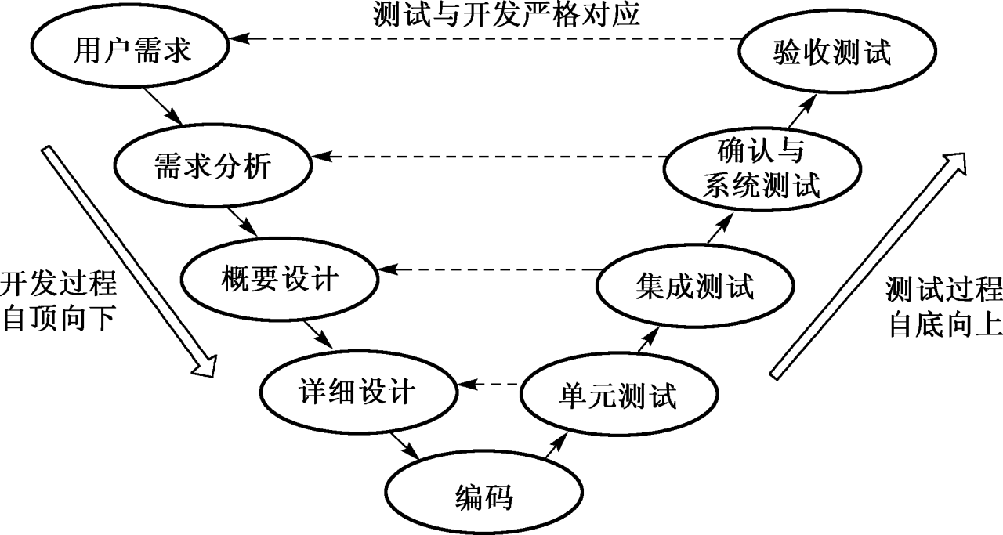 测试与开发严格对应
用户需求
验收测试
需求分析
确认与
系统测试
开发过程
自顶向下
概要设计
集成测试
测试过程
自底向上
详细设计
单元测试
编码